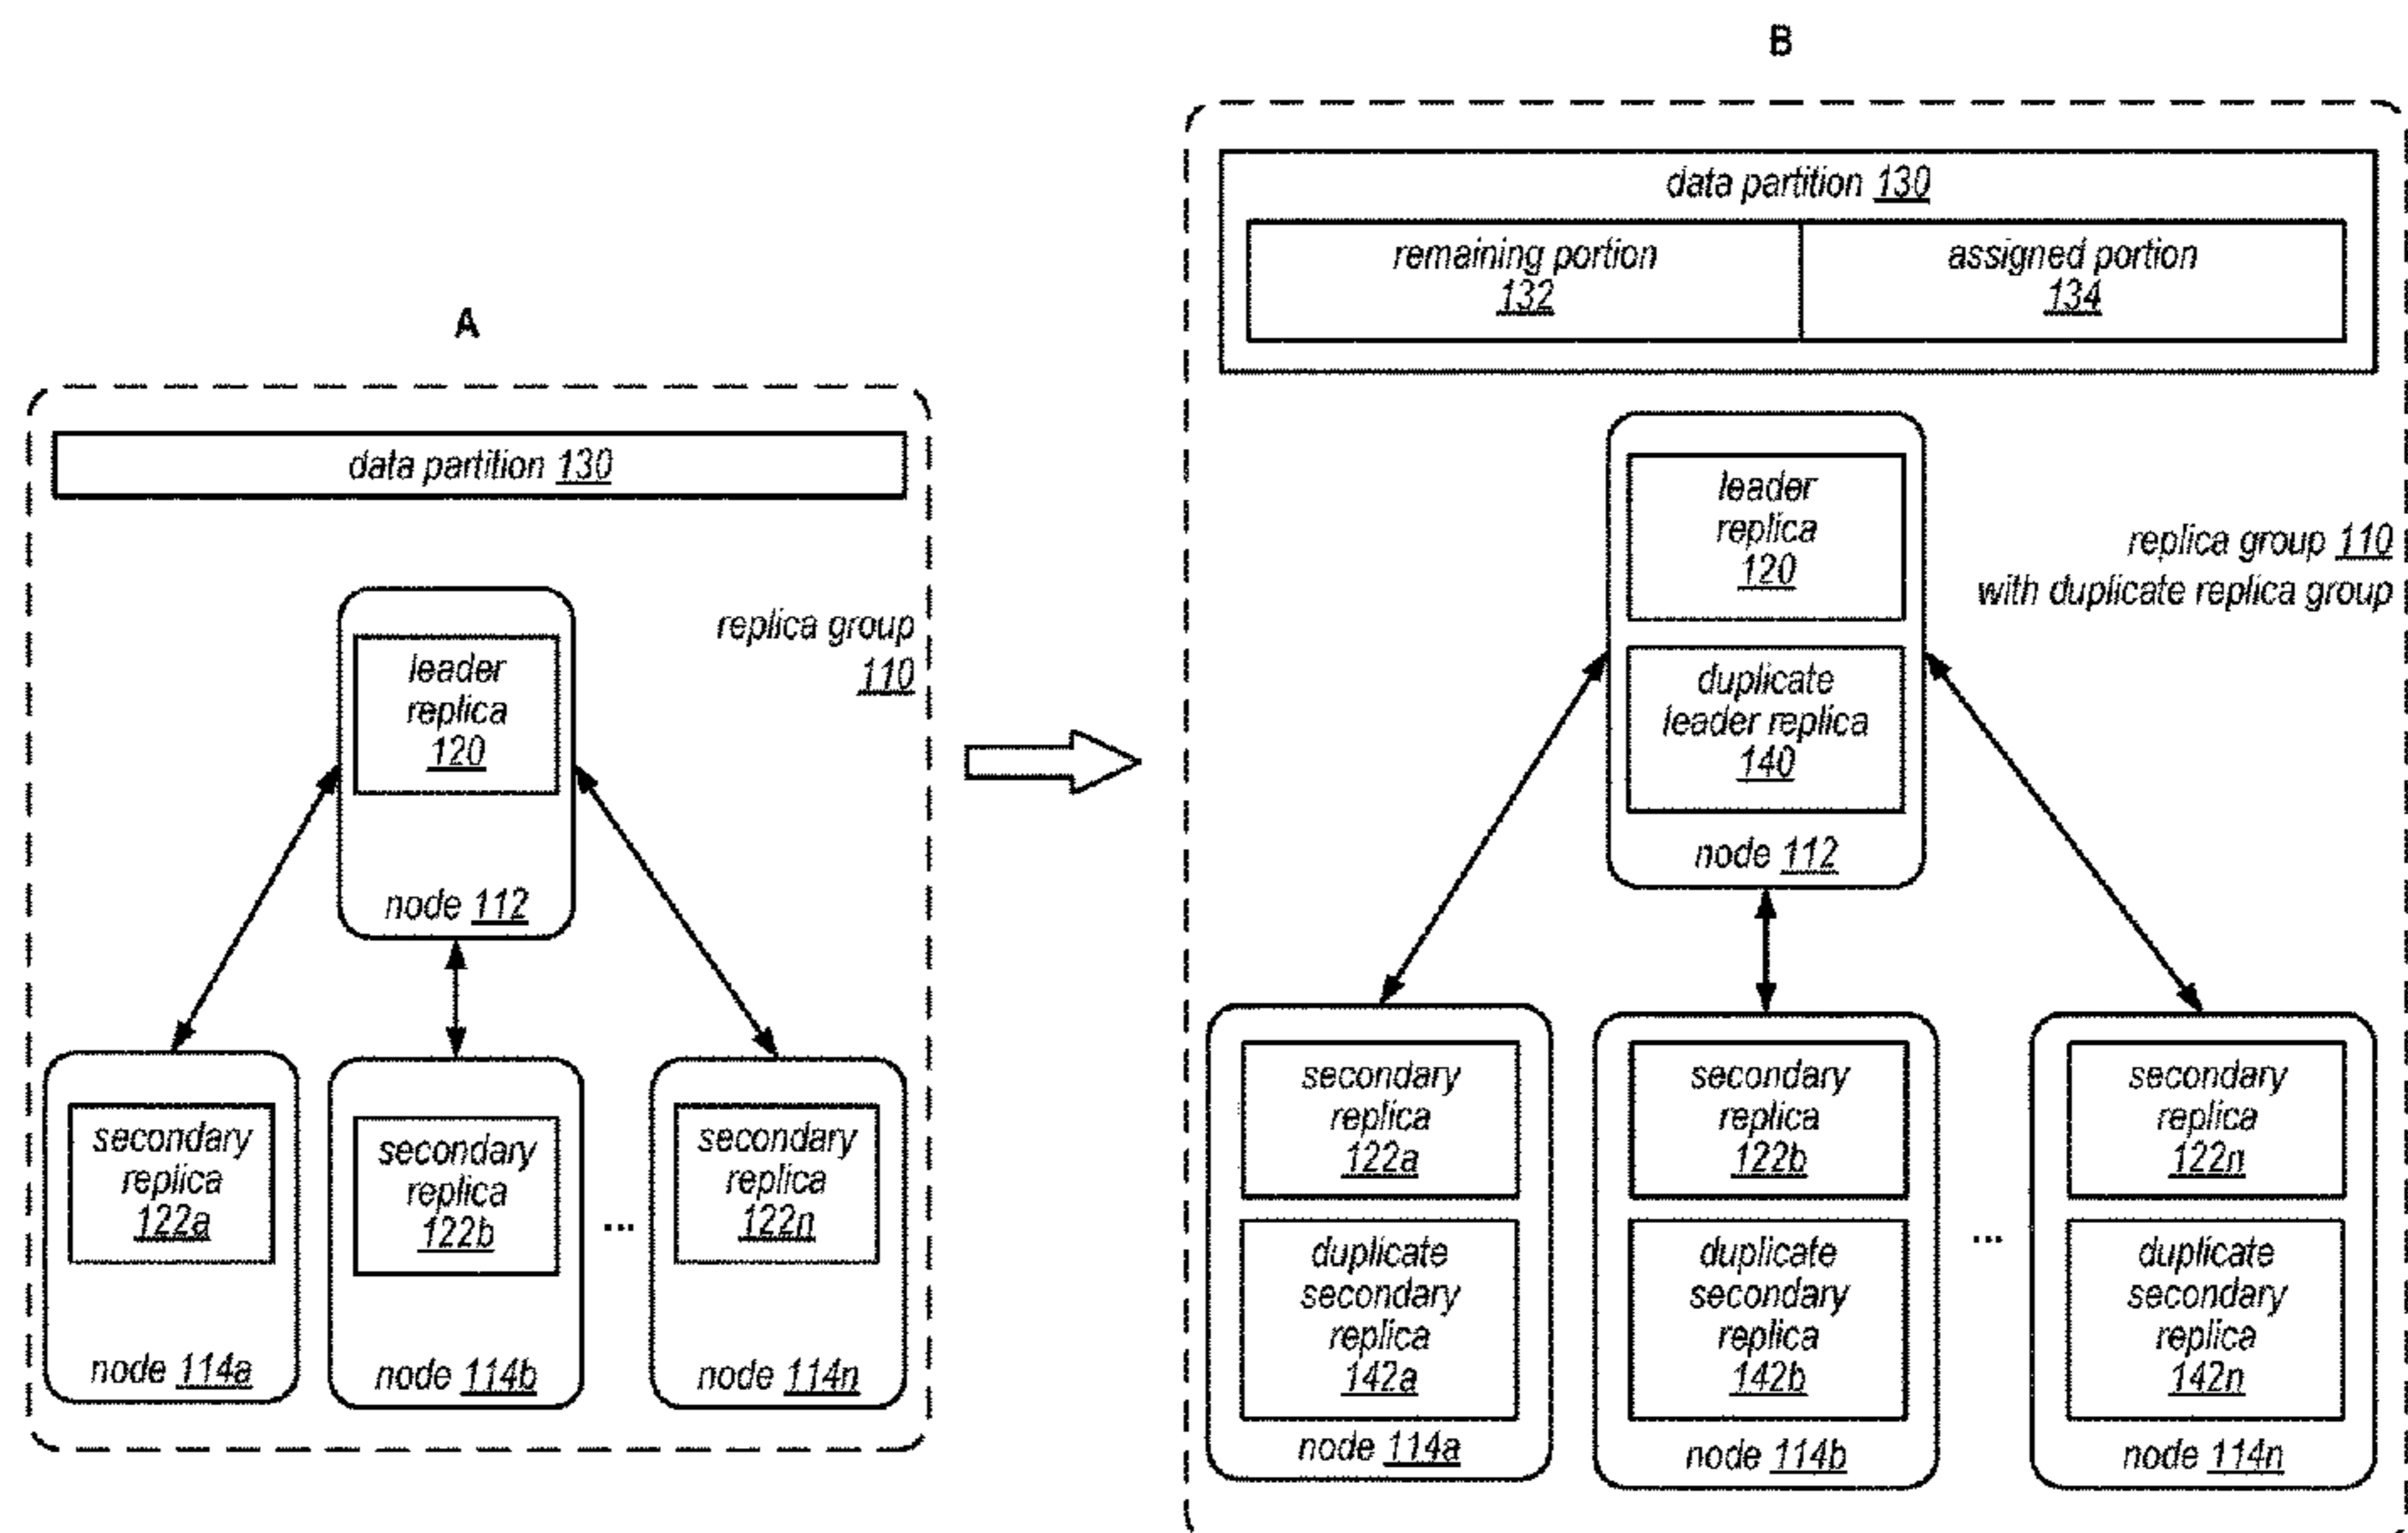 A
data partition 130
leader
replica
120
node 112
replica group
110
secondary
replica
122a
node 114a
secondary
replica
122b
node 114b
...
secondary
replica
122n
node 114n
B
data partition 130
remaining portion
132
assigned portion
134
leader
replica
120
duplicate
leader replica
140
node 112
replica group 110
with duplicate replica group
secondary
replica
122a
duplicate
secondary
replica
142a
node 114a
secondary
replica
122b
duplicate
secondary
replica
142b
node 114b
...
secondary
replica
122n
duplicate
secondary
replica
142n
node 114n